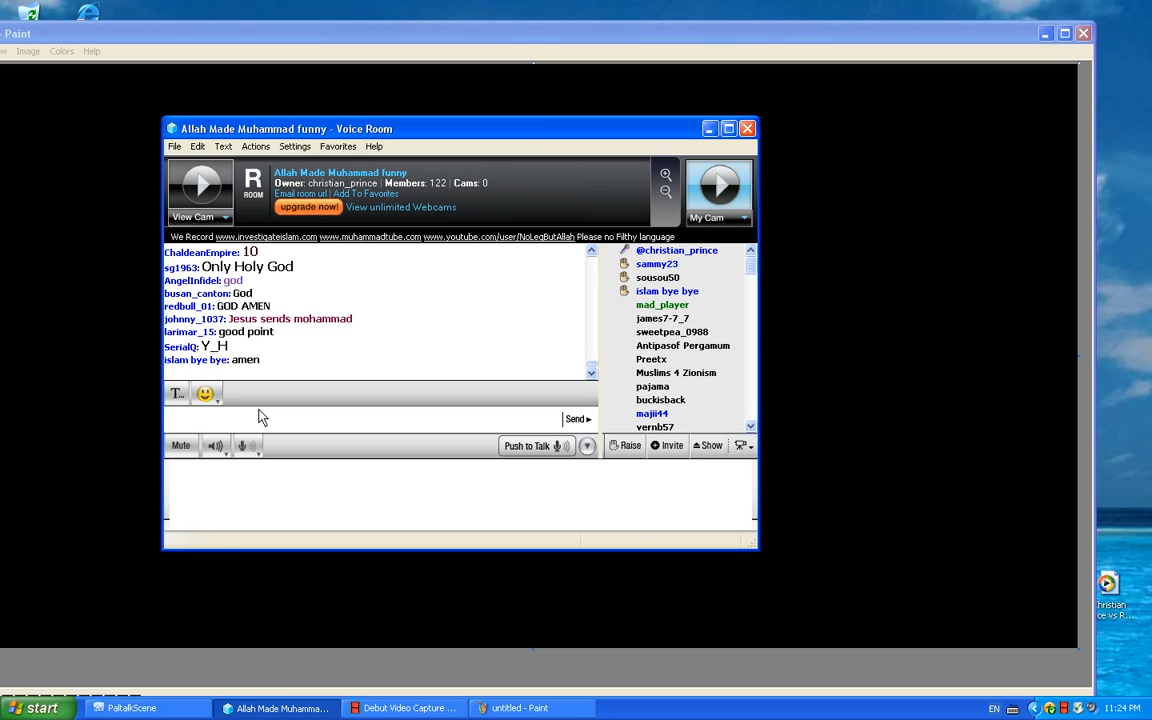 - Paint
w Image Colors Help
Allah Made Muhammad funny - Voice Room
File Edit Text Actions Settings Favorites Help
R ROOM
Allah Made Muhammad funny
Owner: christian_prince | Members: 122 | Cams: 0
Email room url | Add To Favorites
upgrade now! View unlimited Webcams
View Cam
My Cam
We Record www.investigateislam.com www.muhammadtube.com www.youtube.com/user/NoLegButAllah Please no Filthy language
ChaldeanEmpire: 10
sg1963: Only Holy God
AngelInfidel: god
busan_canton: God
redbull_01: GOD AMEN
johnny_1037: Jesus sends mohammad
larimar_15: good point
SerialQ: Y_H
islam bye bye: amen
@christian_prince
sammy23
sousou50
islam bye bye
mad_player
james7-7_7
sweetpea_0988
Antipasof Pergamum
Preetx
Muslims 4 Zionism
pajama
buckisback
majii44
vernb57
T...
Send
Mute
Push to Talk
Raise Invite Show
hristian
ce vs R...
start PaltalkScene Allah Made Muhamma... Debut Video Capture ... untitled - Paint EN 11:24 PM